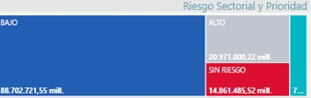 Riesgo Sectorial y Prioridad
BAJO
88.702.721,55 mill.
ALTO
20.971.000,22 mill.
SIN RIESGO
14.861.485,52 mill.
7...